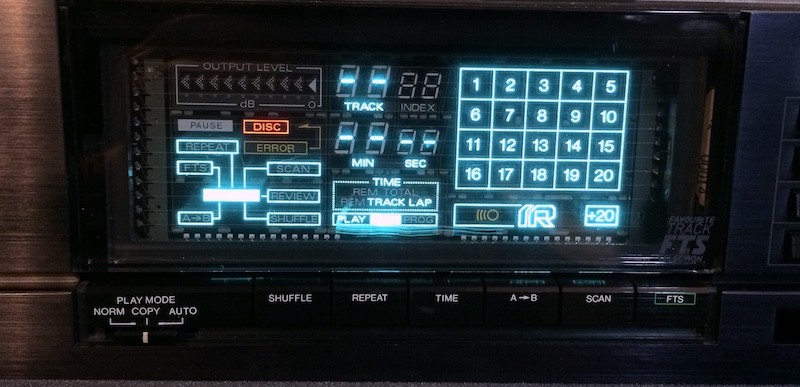 OUTPUT LEVEL
dB 0
TRACK INDEX
PAUSE DISC
REPEAT ERROR
FTS SCAN
REVIEW
A→B SHUFFLE
MIN SEC
TIME
REM TOTAL
REM TRACK LAP
PLAY PROG
1 2 3 4 5
6 7 8 9 10
11 12 13 14 15
16 17 18 19 20
+20
FAVOURITE
TRACK
FTS
PLAY MODE
NORM COPY AUTO
SHUFFLE
REPEAT
TIME
A→B
SCAN
FTS